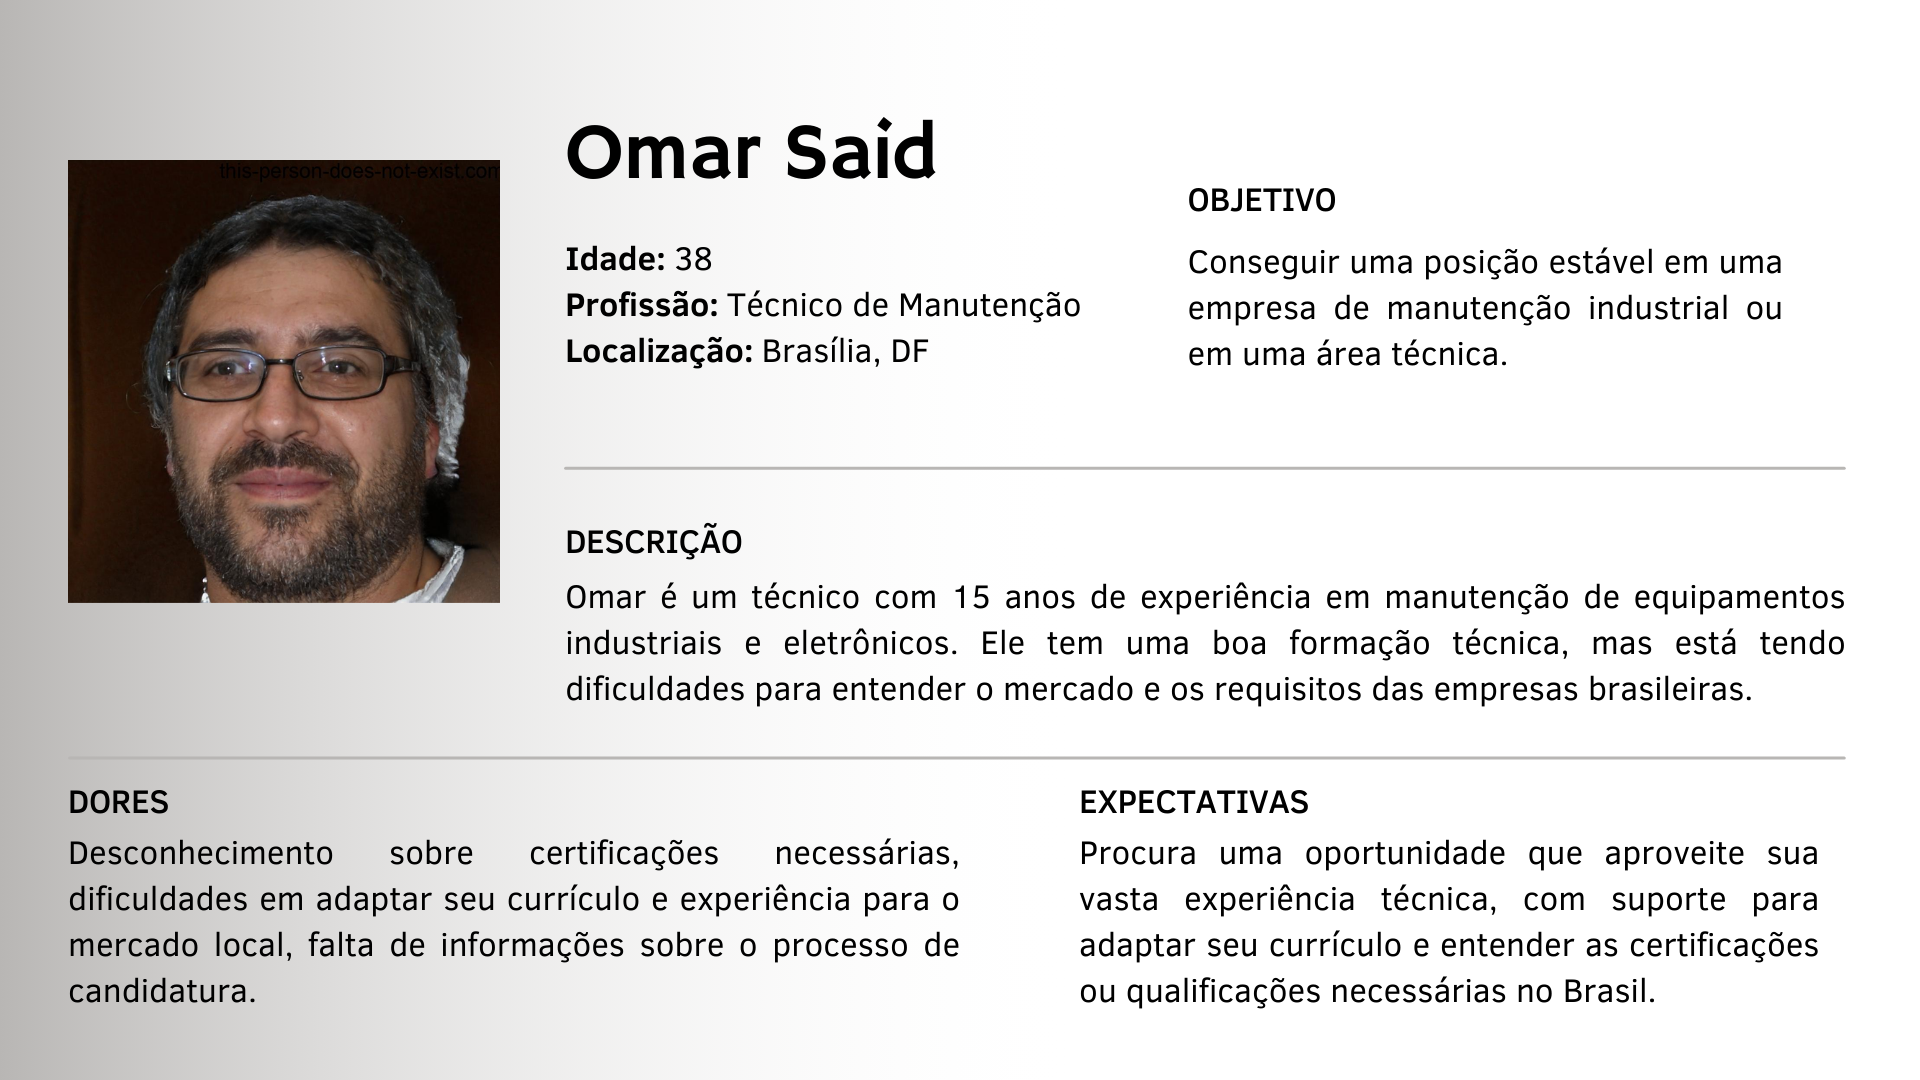 this-person-does-not-exist.com
Omar Said
Idade: 38
Profissão: Técnico de Manutenção
Localização: Brasília, DF
OBJETIVO
Conseguir uma posição estável em uma
empresa de manutenção industrial ou
em uma área técnica.
DESCRIÇÃO
Omar é um técnico com 15 anos de experiência em manutenção de equipamentos
industriais e eletrônicos. Ele tem uma boa formação técnica, mas está tendo
dificuldades para entender o mercado e os requisitos das empresas brasileiras.
DORES
Desconhecimento sobre certificações necessárias,
dificuldades em adaptar seu currículo e experiência para o
mercado local, falta de informações sobre o processo de
candidatura.
EXPECTATIVAS
Procura uma oportunidade que aproveite sua
vasta experiência técnica, com suporte para
adaptar seu currículo e entender as certificações
ou qualificações necessárias no Brasil.